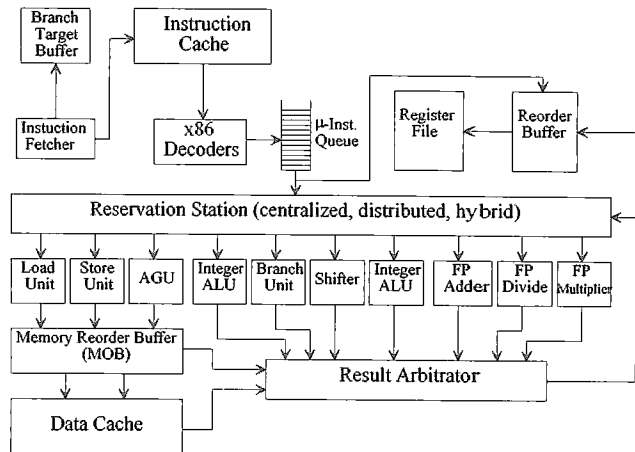 Branch
Target
Buffer
Instruction
Cache
Instuction
Fetcher
x86
Decoders
μ-Inst.
Queue
Register
File
Reorder
Buffer
Reservation Station (centralized, distributed, hybrid)
Load
Unit
Store
Unit
AGU
Integer
ALU
Branch
Unit
Shifter
Integer
ALU
FP
Adder
FP
Divide
FP
Multiplier
Memory Reorder Buffer
(MOB)
Result Arbitrator
Data Cache